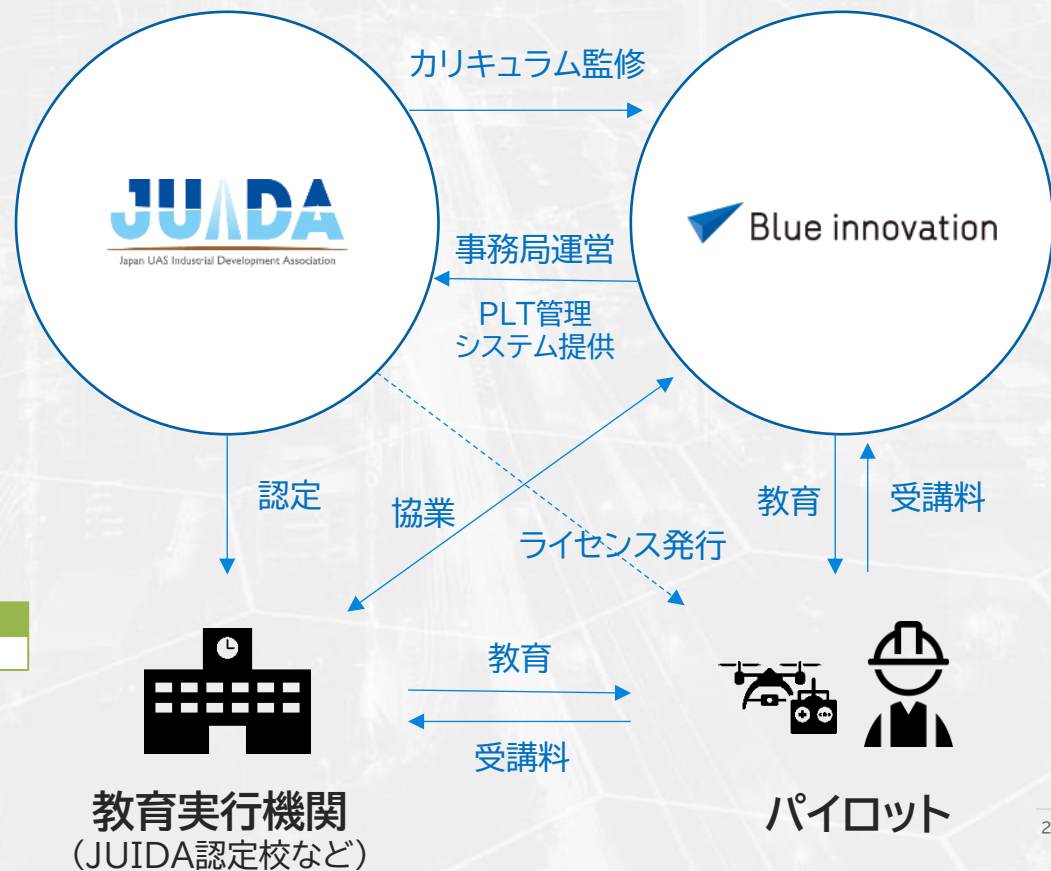 カリキュラム監修
JUIDA
Japan UAS Industrial Development Association
Blue innovation
事務局運営
PLT管理
システム提供
認定
協業
ライセンス発行
教育
受講料
教育
受講料
教育実行機関
（JUIDA認定校など）
パイロット
2